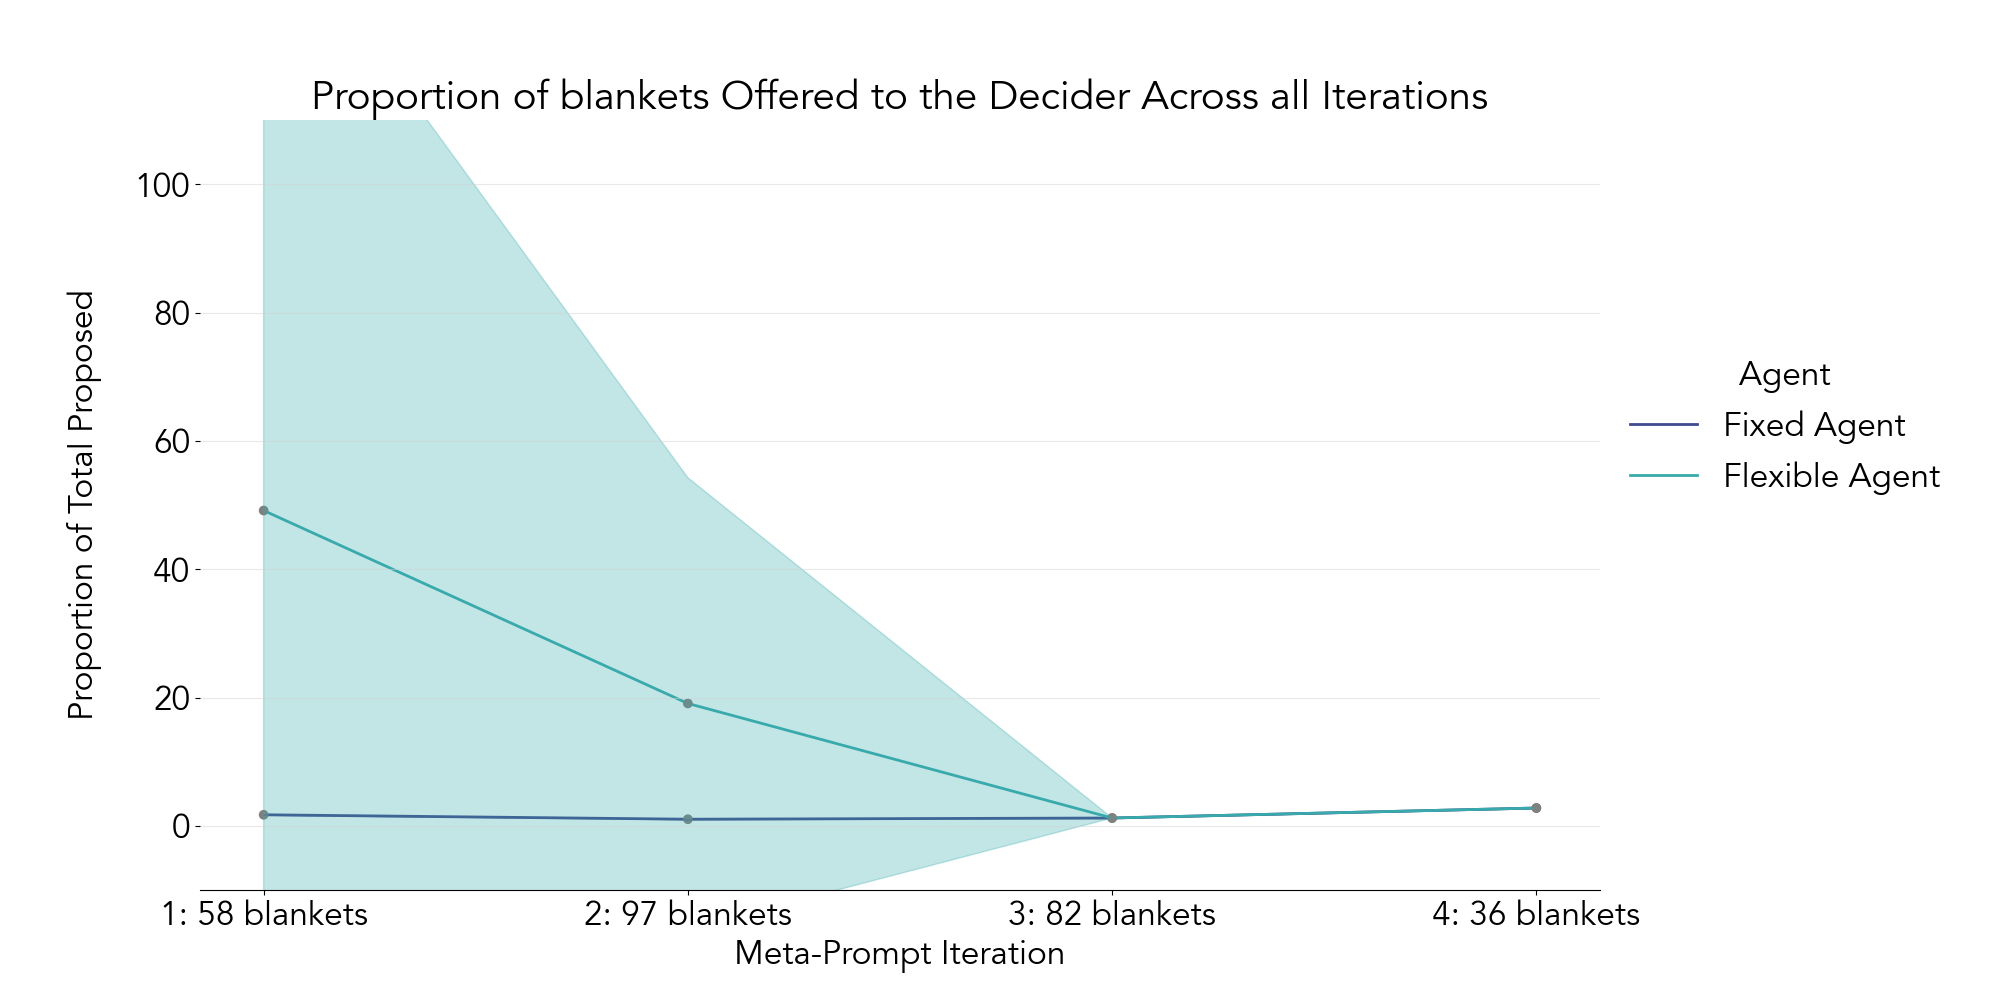 Proportion of blankets Offered to the Decider Across all Iterations
Proportion of Total Proposed
100
80
60
40
20
0
1: 58 blankets
2: 97 blankets
3: 82 blankets
4: 36 blankets
Meta-Prompt Iteration
Agent
Fixed Agent
Flexible Agent